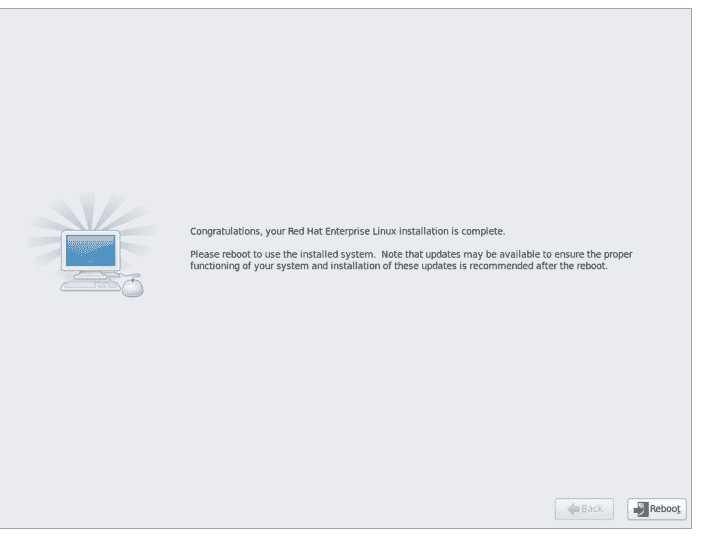 Congratulations, your Red Hat Enterprise Linux installation is complete.
Please reboot to use the installed system. Note that updates may be available to ensure the proper
functioning of your system and installation of these updates is recommended after the reboot.
Back
Reboot